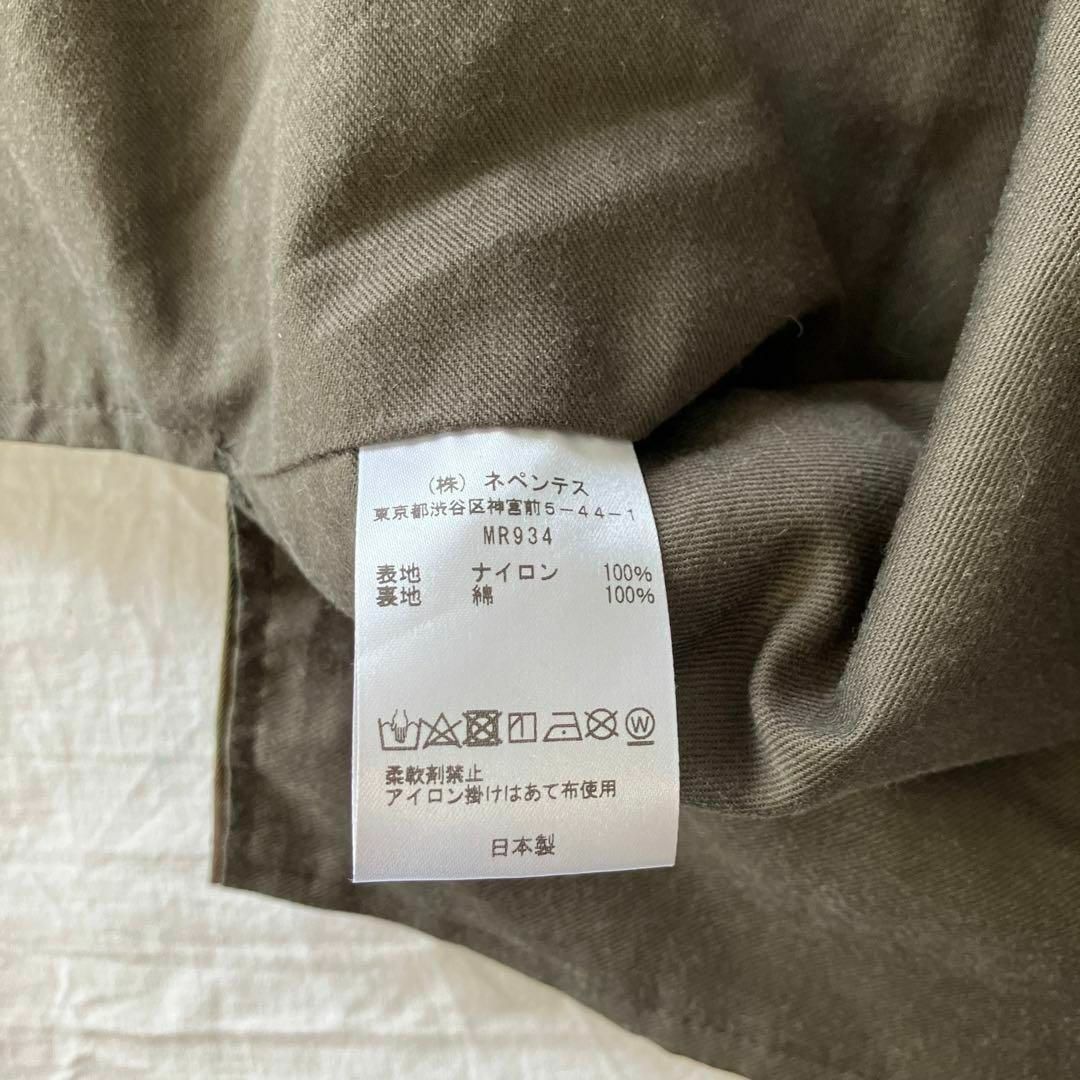 (株) ネペンテス
東京都渋谷区神宮前5-44-1
MR934
表地 ナイロン 100%
裏地 綿 100%
W
柔軟剤禁止
アイロン掛けはあて布使用
日本製